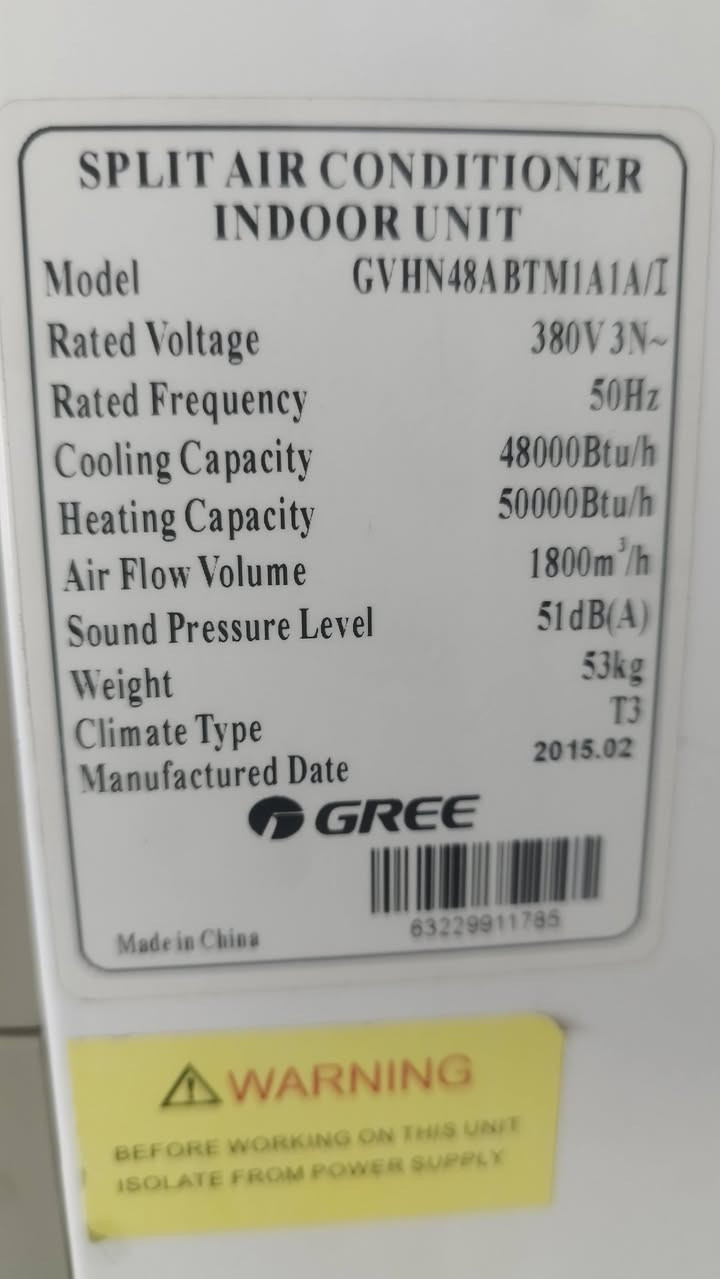 SPLIT AIR CONDITIONER
INDOOR UNIT
Model GVHN48ABTM1A1A/I
Rated Voltage 380V 3N~
Rated Frequency 50Hz
Cooling Capacity 48000Btu/h
Heating Capacity 50000Btu/h
Air Flow Volume 1800m³/h
Sound Pressure Level 51dB(A)
Weight 53kg
Climate Type T3
Manufactured Date 2015.02
GREE
63229911785
Made in China
WARNING
BEFORE WORKING ON THIS UNIT
ISOLATE FROM POWER SUPPLY